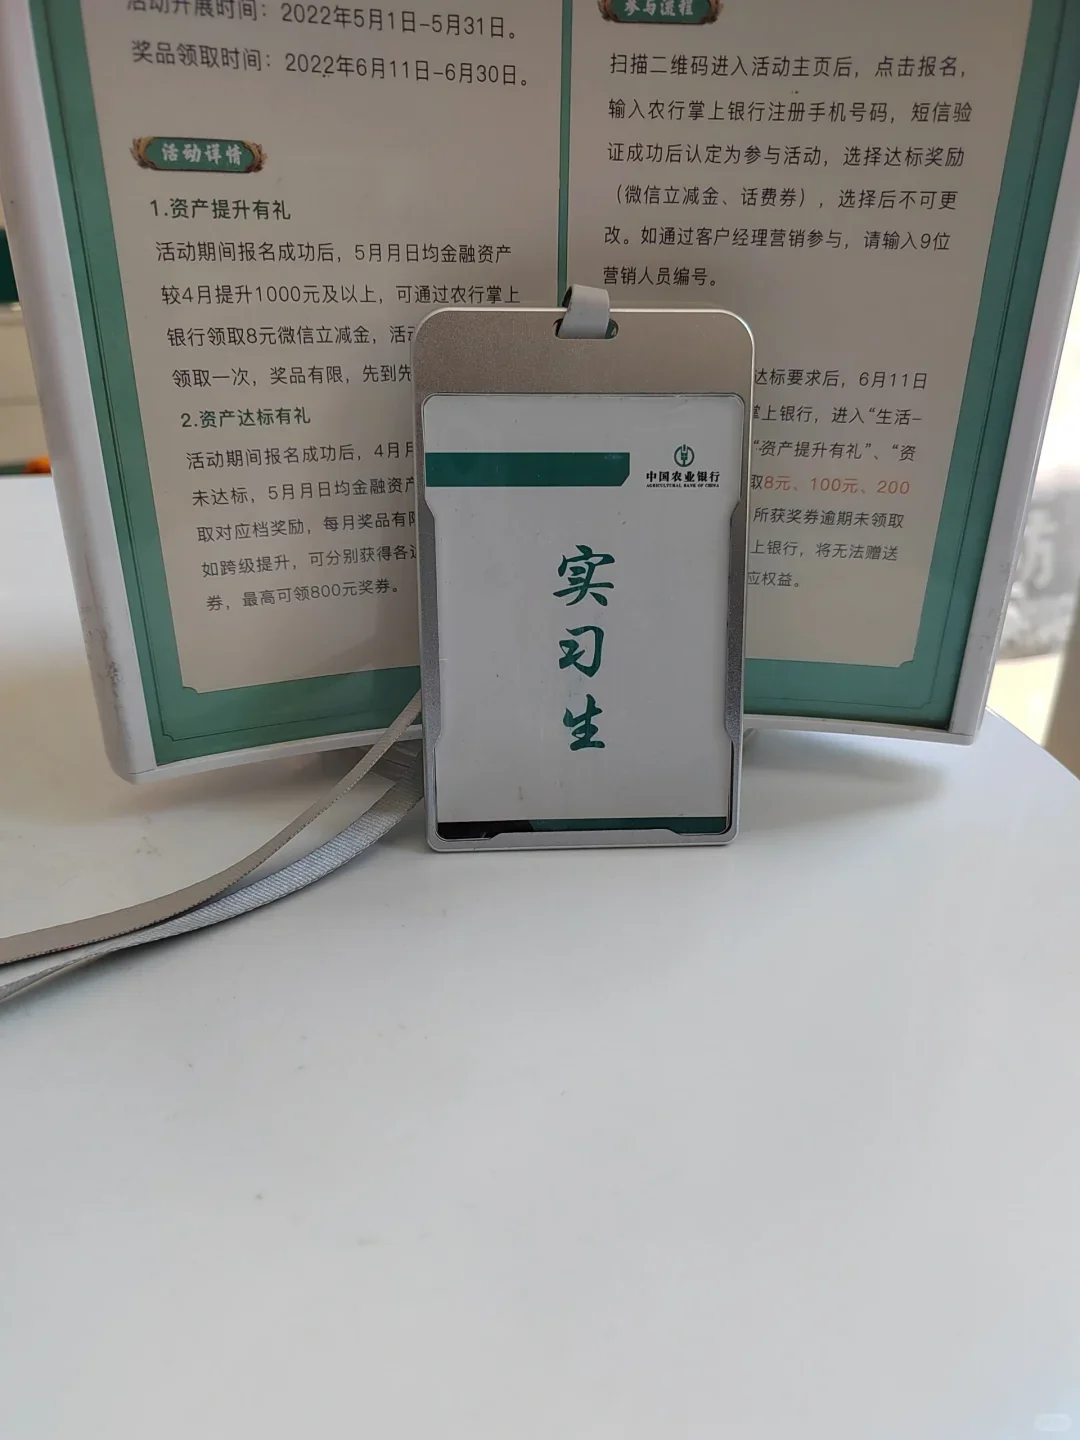 活动开展时间：2022年5月1日-5月31日。
奖品领取时间：2022年6月11日-6月30日。
活动详情
1.资产提升有礼
活动期间报名成功后，5月月日均金融资产
较4月提升1000元及以上，可通过农行掌上
银行领取8元微信立减金，活
领取一次，奖品有限，先到先
2.资产达标有礼
活动期间报名成功后，4月月
未达标，5月月日均金融资产
取对应档奖励，每月奖品有限
如跨级提升，可分别获得各
券，最高可领800元奖券。
参与流程
扫描二维码进入活动主页后，点击报名，
输入农行掌上银行注册手机号码，短信验
证成功后认定为参与活动，选择达标奖励
（微信立减金、话费券），选择后不可更
改。如通过客户经理营销参与，请输入9位
营销人员编号。
达标要求后，6月11日
掌上银行，进入“生活-
“资产提升有礼”、“资
取8元、100元、200
所获奖券逾期未领取
上银行，将无法赠送
应权益。
中国农业银行
AGRICULTURAL BANK OF CHINA
实
习
生